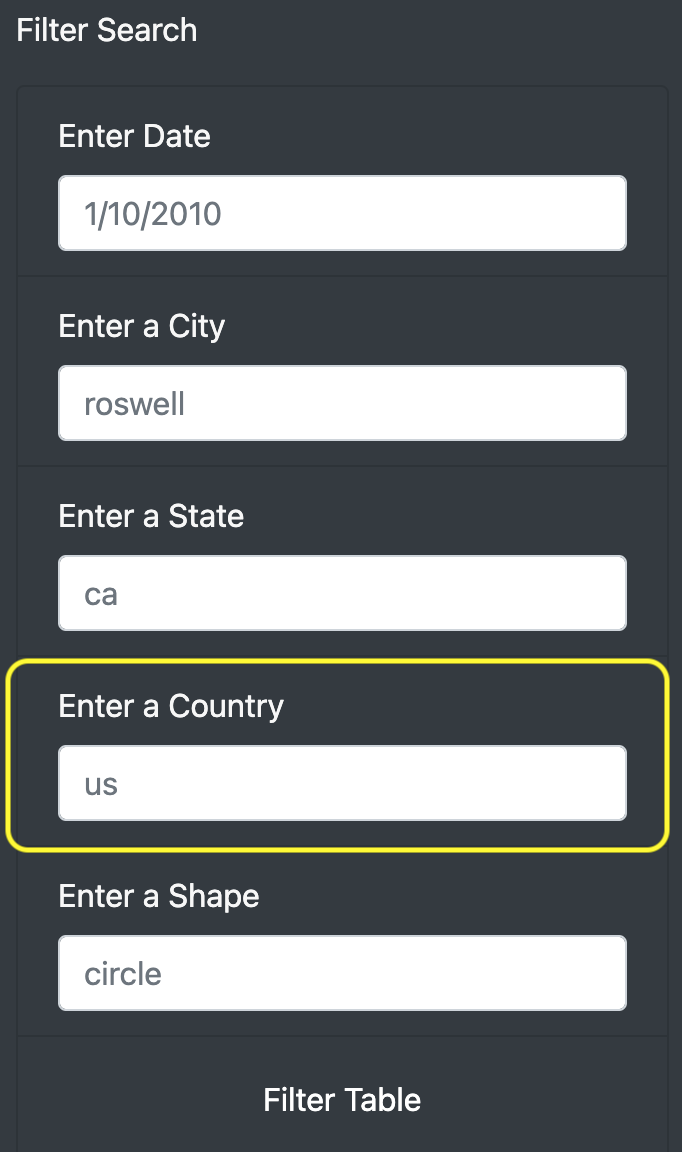 Filter Search
Enter Date
1/10/2010
Enter a City
roswell
Enter a State
ca
Enter a Country
us
Enter a Shape
circle
Filter Table